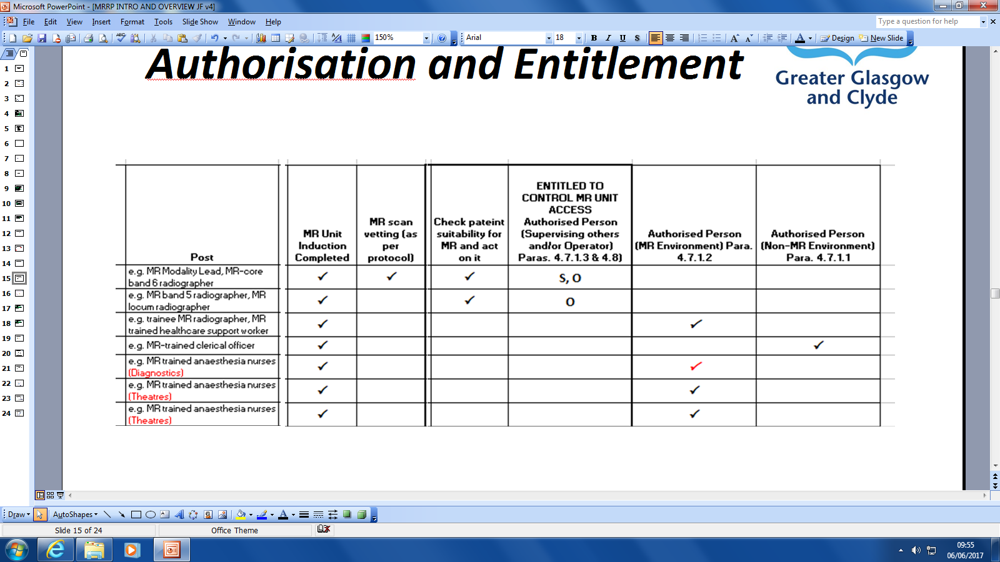 Microsoft PowerPoint - [MRRP INTRO AND OVERVIEW JF v4]
File Edit View Insert Format Tools Slide Show Window Help
Type a question for help
150%
Arial
18
B I U S
Design
New Slide
Authorisation and Entitlement
Greater Glasgow
and Clyde
1
2
3
4
5
6
7
8
9
10
11
12
13
14
15
16
17
18
19
20
21
22
23
24
Post
MR Unit
Induction
Completed
MR scan
vetting (as
per
protocol)
Check pateint
suitability for
MR and act
on it
ENTITLED TO
CONTROL MR UNIT
ACCESS
Authorised Person
(Supervising others
and/or Operator)
Paras. 4.7.1.3 & 4.8)
Authorised Person
(MR Environment) Para.
4.7.1.2
Authorised Person
(Non-MR Environment)
Para. 4.7.1.1
e.g. MR Modality Lead, MR-core
band 6 radiographer
✓ ✓ ✓ S, O
e.g. MR band 5 radiographer, MR
locum radiographer
✓ ✓ O
e.g. trainee MR radiographer, MR
trained healthcare support worker
✓ ✓
e.g. MR-trained clerical officer
✓ ✓
e.g. MR trained anaesthesia nurses
(Diagnostics)
✓ ✓
e.g. MR trained anaesthesia nurses
(Theatres)
✓ ✓
e.g. MR trained anaesthesia nurses
(Theatres)
✓ ✓
Draw
AutoShapes
Slide 15 of 24
Office Theme
09:55
06/06/2017